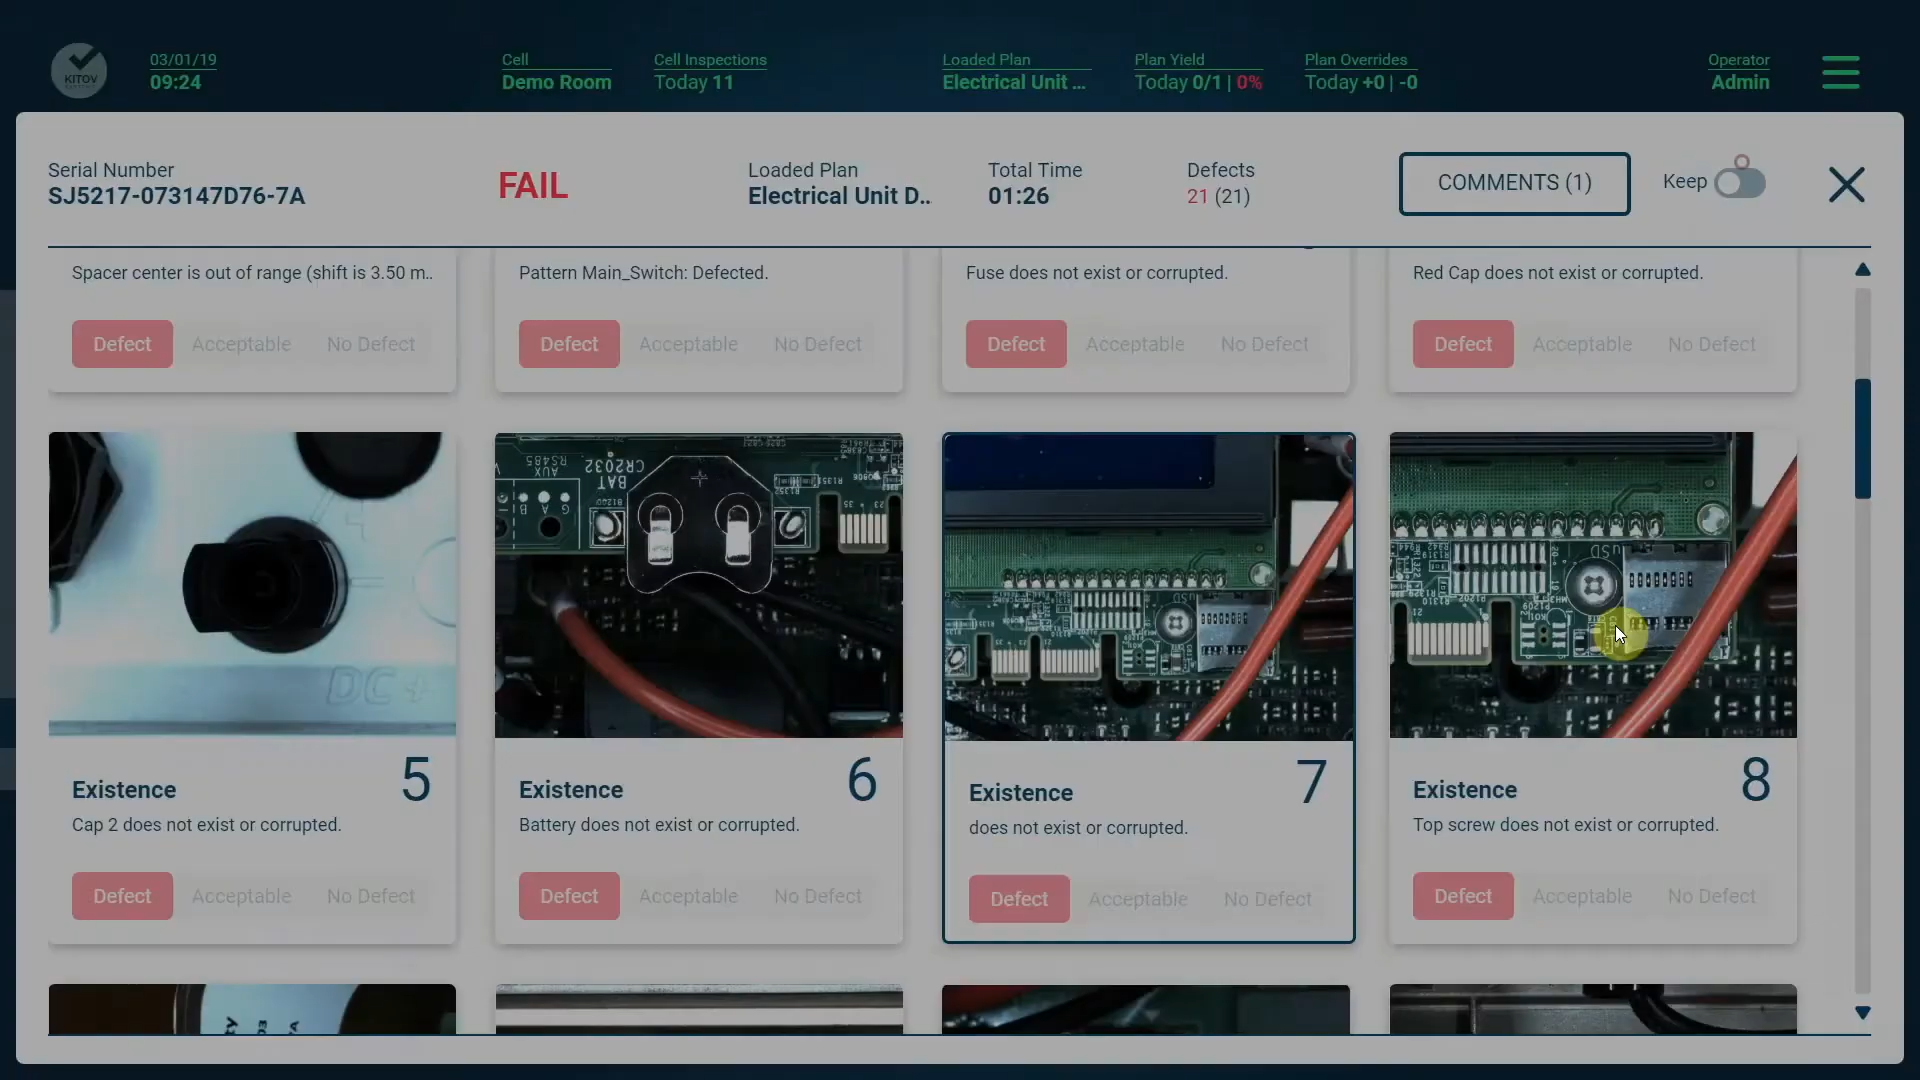 KITOV
03/01/19
09:24
Cell
Demo Room
Cell Inspections
Today 11
Loaded Plan
Electrical Unit ...
Plan Yield
Today 0/1 | 0%
Plan Overrides
Today +0 | -0
Operator
Admin
Serial Number
SJ5217-073147D76-7A
FAIL
Loaded Plan
Electrical Unit D..
Total Time
01:26
Defects
21 (21)
COMMENTS (1)
Keep
Spacer center is out of range (shift is 3.50 m..
Defect Acceptable No Defect
Pattern Main_Switch: Defected.
Defect Acceptable No Defect
Fuse does not exist or corrupted.
Defect Acceptable No Defect
Red Cap does not exist or corrupted.
Defect Acceptable No Defect
DC +
Existence 5
Cap 2 does not exist or corrupted.
Defect Acceptable No Defect
AUX
RS485
BAT
CR2032
B A G
Existence 6
Battery does not exist or corrupted.
Defect Acceptable No Defect
uSD
Existence 7
does not exist or corrupted.
Defect Acceptable No Defect
uSD
Existence 8
Top screw does not exist or corrupted.
Defect Acceptable No Defect